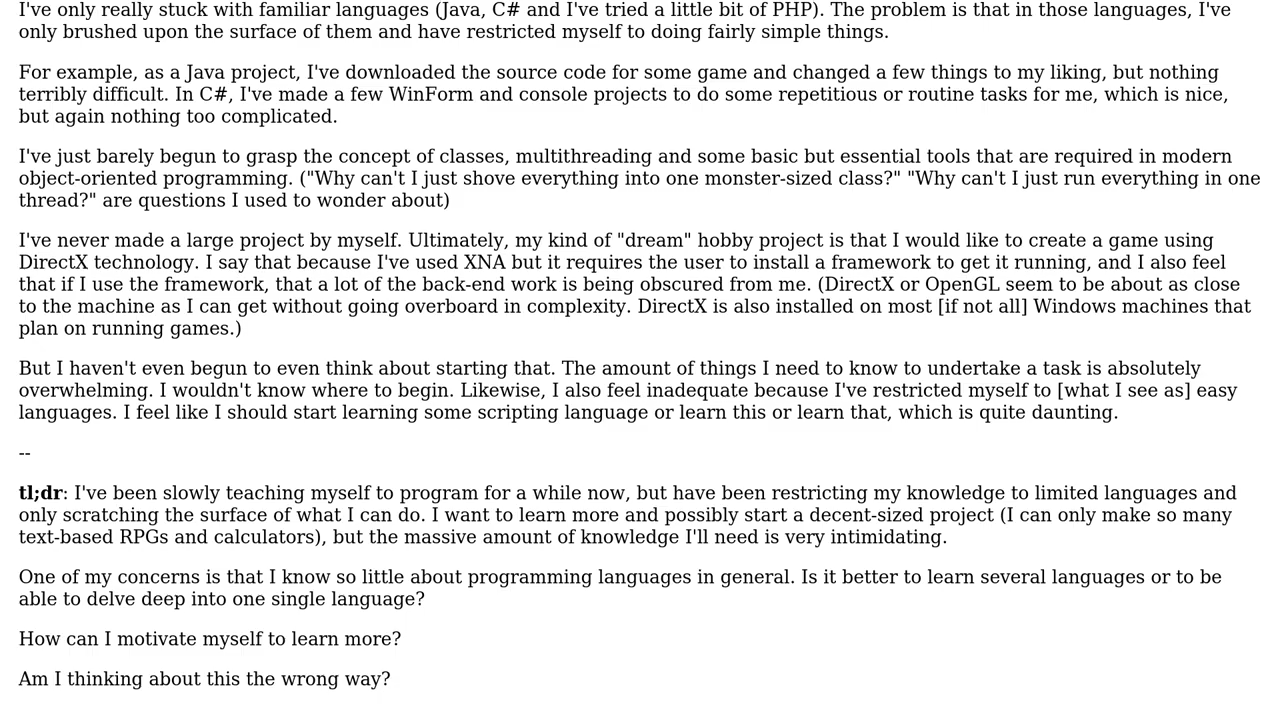 I've only really stuck with familiar languages (Java, C# and I've tried a little bit of PHP). The problem is that in those languages, I've
only brushed upon the surface of them and have restricted myself to doing fairly simple things.
For example, as a Java project, I've downloaded the source code for some game and changed a few things to my liking, but nothing
terribly difficult. In C#, I've made a few WinForm and console projects to do some repetitious or routine tasks for me, which is nice,
but again nothing too complicated.
I've just barely begun to grasp the concept of classes, multithreading and some basic but essential tools that are required in modern
object-oriented programming. ("Why can't I just shove everything into one monster-sized class?" "Why can't I just run everything in one
thread?" are questions I used to wonder about)
I've never made a large project by myself. Ultimately, my kind of "dream" hobby project is that I would like to create a game using
DirectX technology. I say that because I've used XNA but it requires the user to install a framework to get it running, and I also feel
that if I use the framework, that a lot of the back-end work is being obscured from me. (DirectX or OpenGL seem to be about as close
to the machine as I can get without going overboard in complexity. DirectX is also installed on most [if not all] Windows machines that
plan on running games.)
But I haven't even begun to even think about starting that. The amount of things I need to know to undertake a task is absolutely
overwhelming. I wouldn't know where to begin. Likewise, I also feel inadequate because I've restricted myself to [what I see as] easy
languages. I feel like I should start learning some scripting language or learn this or learn that, which is quite daunting.
--
tl;dr: I've been slowly teaching myself to program for a while now, but have been restricting my knowledge to limited languages and
only scratching the surface of what I can do. I want to learn more and possibly start a decent-sized project (I can only make so many
text-based RPGs and calculators), but the massive amount of knowledge I'll need is very intimidating.
One of my concerns is that I know so little about programming languages in general. Is it better to learn several languages or to be
able to delve deep into one single language?
How can I motivate myself to learn more?
Am I thinking about this the wrong way?